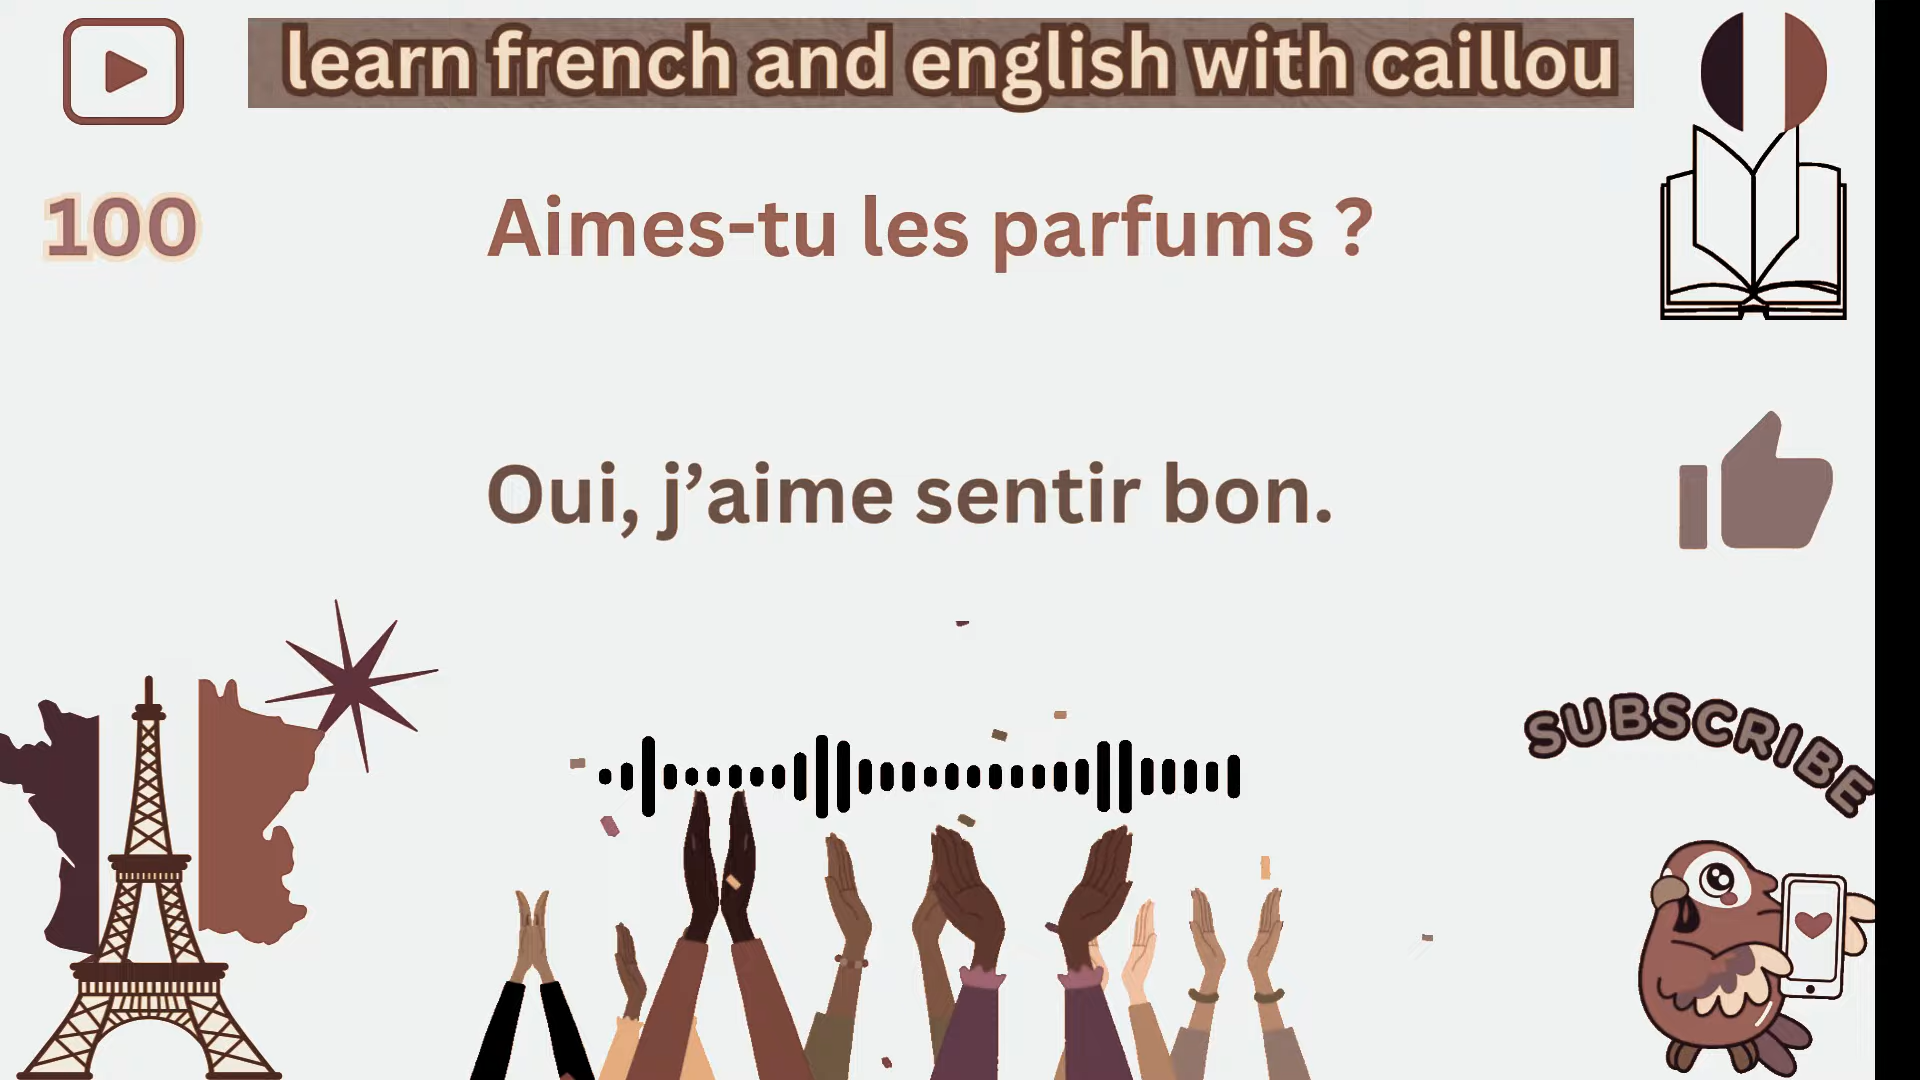 learn french and english with caillou
100
Aimes-tu les parfums ?
Oui, j’aime sentir bon.
SUBSCRIBE